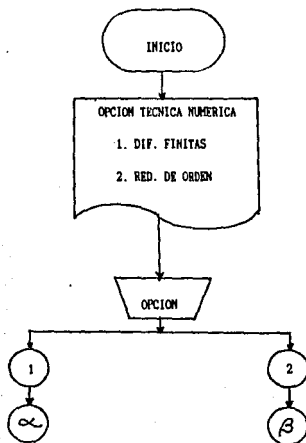 INICIO
OPCION TECNICA NUMERICA
1. DIF. FINITAS
2. RED. DE ORDEN
OPCION
1 2
α β